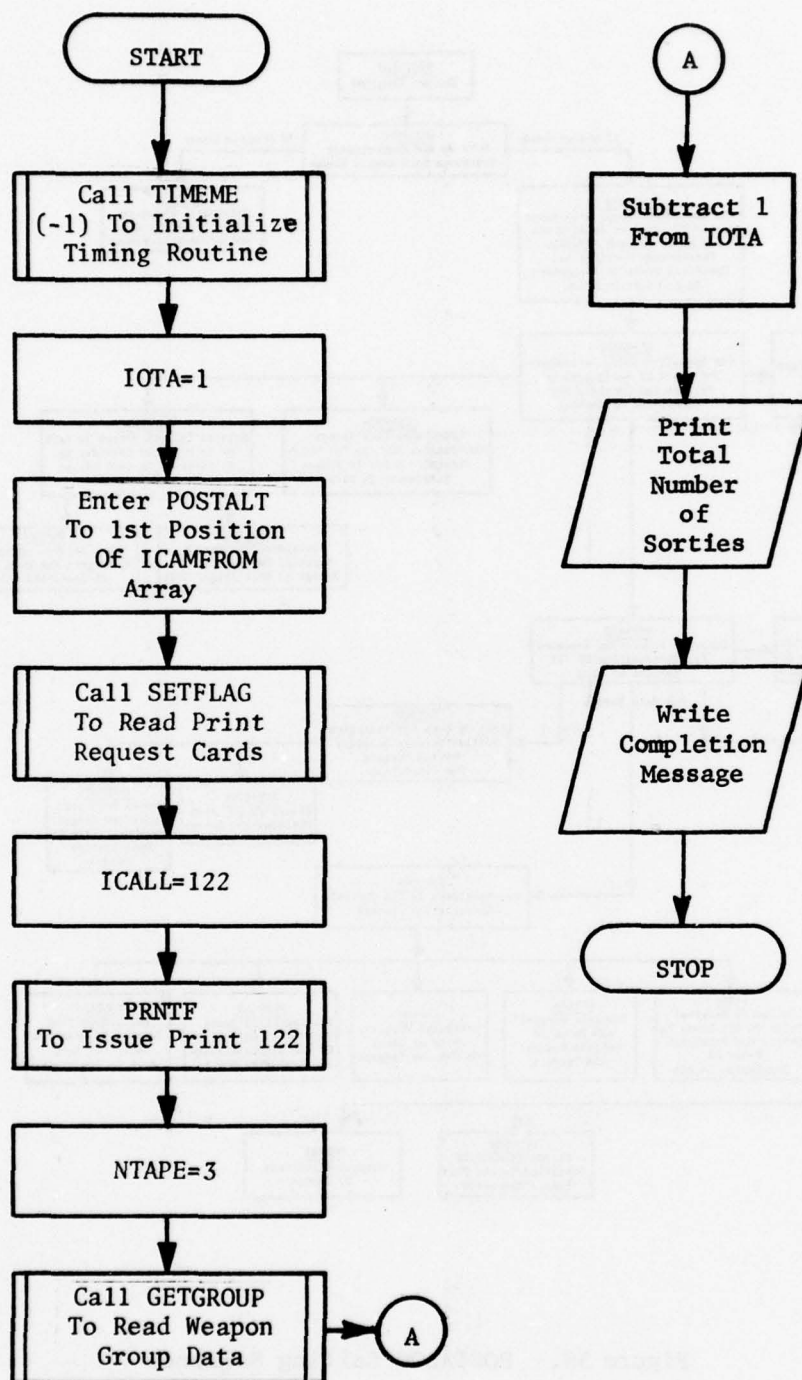 START
Call TIMEME
(-1) To Initialize
Timing Routine
IOTA=1
Enter POSTALT
To 1st Position
Of ICAMFROM
Array
Call SETFLAG
To Read Print
Request Cards
ICALL=122
PRNTF
To Issue Print 122
NTAPE=3
Call GETGROUP
To Read Weapon
Group Data
A
A
Subtract 1
From IOTA
Print
Total
Number
of
Sorties
Write
Completion
Message
STOP